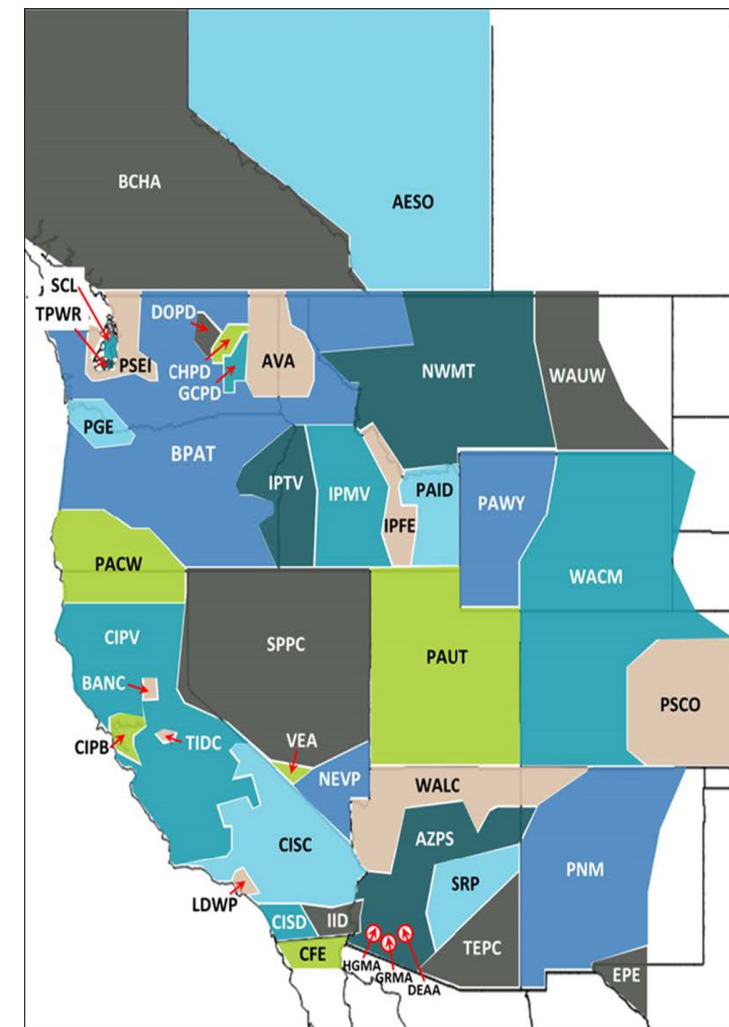 BCHA
AESO
SCL
TPWR
DOPD
PSEI
CHPD
AVA
GCPD
NWMT
WAUW
PGE
BPAT
IPTV
IPMV
PAID
PAWY
IPFE
PACW
WACM
CIPV
SPPC
PAUT
BANC
PSCO
CIPB
TIDC
VEA
NEVP
WALC
CISC
AZPS
SRP
PNM
LDWP
CISD
IID
TEPC
CFE
HGMA
GRMA
DEAA
EPE